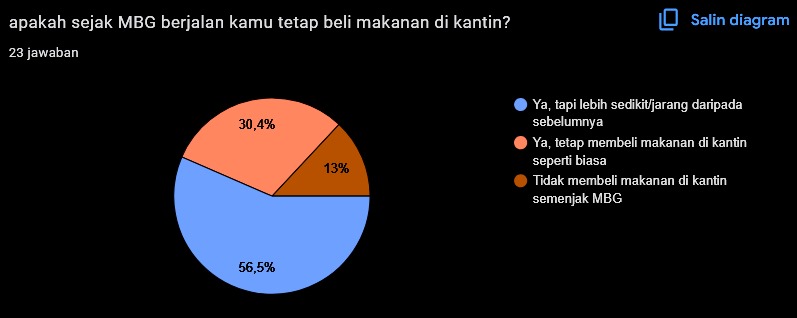 apakah sejak MBG berjalan kamu tetap beli makanan di kantin?
Salin diagram
23 jawaban
30,4%
13%
56,5%
Ya, tapi lebih sedikit/jarang daripada
sebelumnya
Ya, tetap membeli makanan di kantin
seperti biasa
Tidak membeli makanan di kantin
semenjak MBG